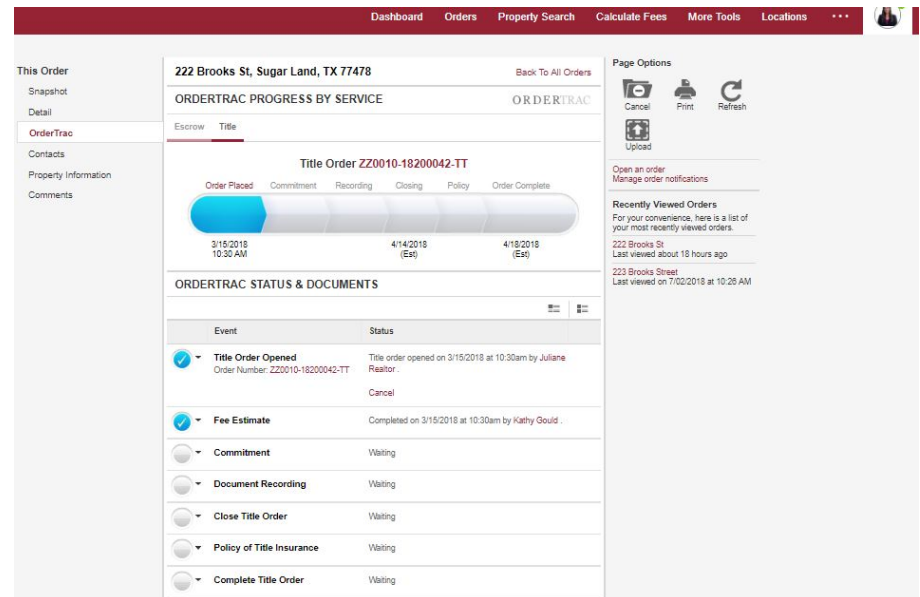 Dashboard Orders Property Search Calculate Fees More Tools Locations
This Order
Snapshot
Detail
OrderTrac
Contacts
Property Information
Comments
222 Brooks St, Sugar Land, TX 77478 Back To All Orders
ORDERTRAC PROGRESS BY SERVICE ORDERTRAC
Escrow Title
Title Order ZZ0010-18200042-TT
Order Placed Commitment Recording Closing Policy Order Complete
3/15/2018 4/14/2018 4/18/2018
10:30 AM (Est) (Est)
ORDERTRAC STATUS & DOCUMENTS
Event Status
Title Order Opened Title order opened on 3/15/2018 at 10:30am by Juliane
Order Number: ZZ0010-18200042-TT Realtor .
Cancel
Fee Estimate Completed on 3/15/2018 at 10:30am by Kathy Gould .
Commitment Waiting
Document Recording Waiting
Close Title Order Waiting
Policy of Title Insurance Waiting
Complete Title Order Waiting
Page Options
Cancel Print Refresh
Upload
Open an order
Manage order notifications
Recently Viewed Orders
For your convenience, here is a list of
your most recently viewed orders.
222 Brooks St
Last viewed about 18 hours ago
223 Brooks Street
Last viewed on 7/02/2018 at 10:26 AM